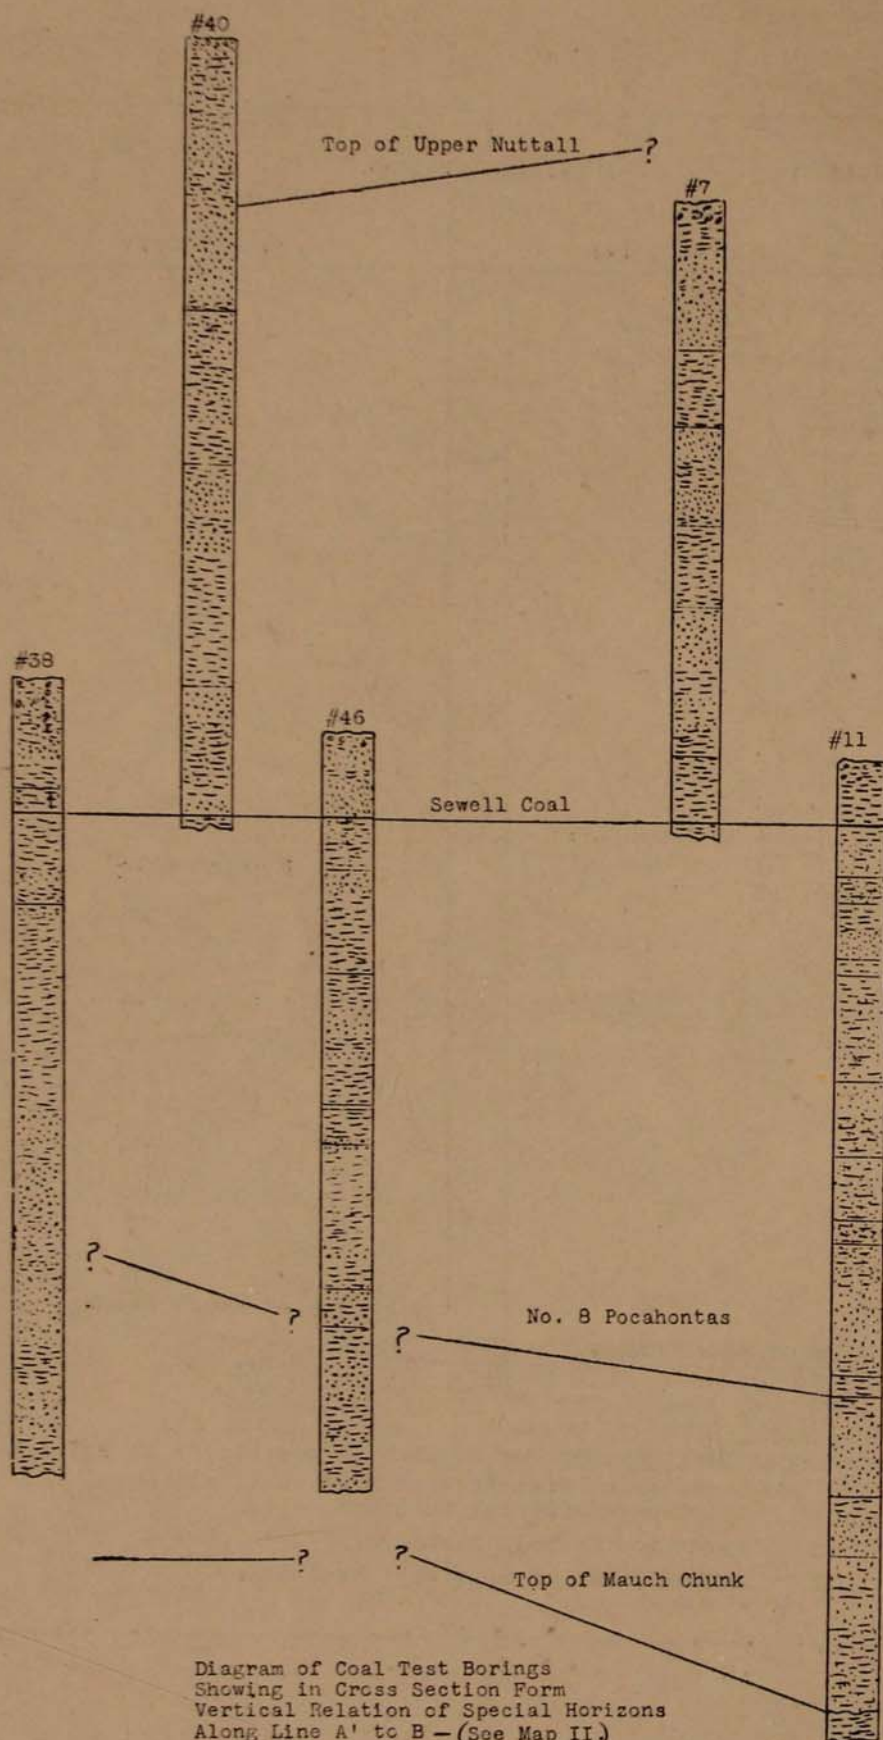 #40
Top of Upper Nuttall ?
#7
#38
#46
#11
Sewell Coal
?
?
?
No. 8 Pocahontas
?
?
Top of Mauch Chunk
Diagram of Coal Test Borings
Showing in Cross Section Form
Vertical Relation of Special Horizons
Along Line A' to B — (See Map II.)